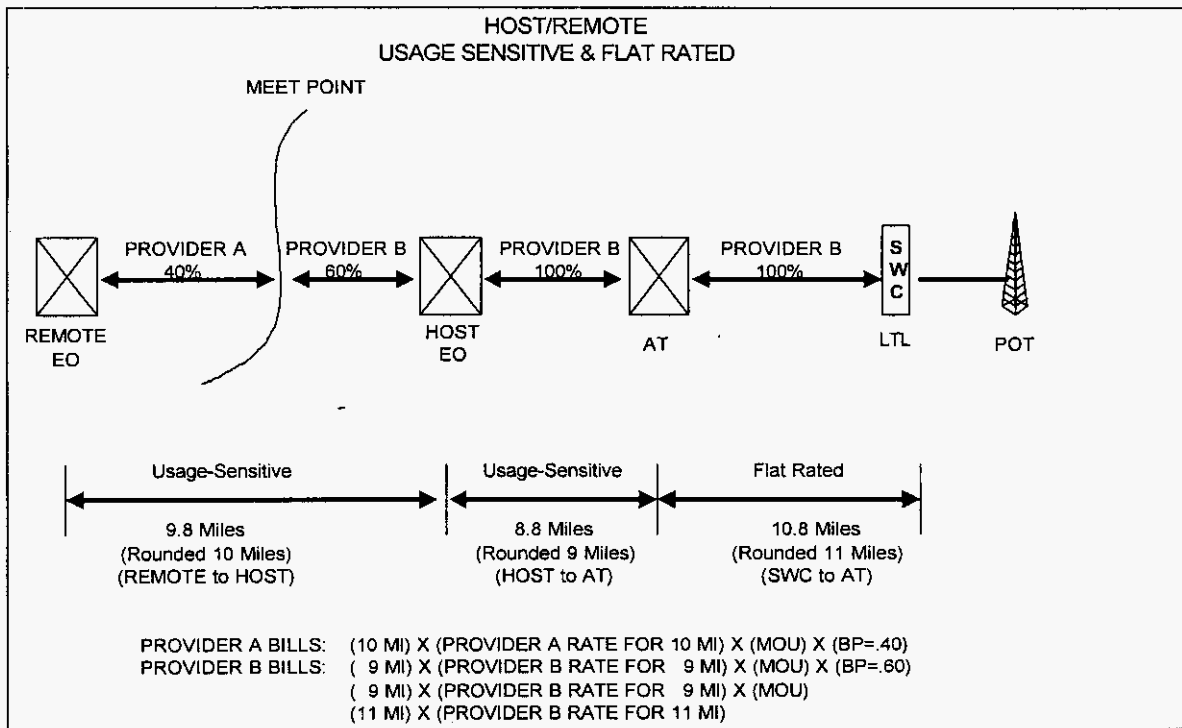 HOST/REMOTE
USAGE SENSITIVE & FLAT RATED
MEET POINT
PROVIDER A
40%
PROVIDER B
60%
PROVIDER B
100%
PROVIDER B
100%
REMOTE
EO
HOST
EO
AT
S
W
C
LTL
POT
Usage-Sensitive
9.8 Miles
(Rounded 10 Miles)
(REMOTE to HOST)
Usage-Sensitive
8.8 Miles
(Rounded 9 Miles)
(HOST to AT)
Flat Rated
10.8 Miles
(Rounded 11 Miles)
(SWC to AT)
PROVIDER A BILLS: (10 MI) X (PROVIDER A RATE FOR 10 MI) X (MOU) X (BP=.40)
PROVIDER B BILLS: ( 9 MI) X (PROVIDER B RATE FOR 9 MI) X (MOU) X (BP=.60)
( 9 MI) X (PROVIDER B RATE FOR 9 MI) X (MOU)
(11 MI) X (PROVIDER B RATE FOR 11 MI)